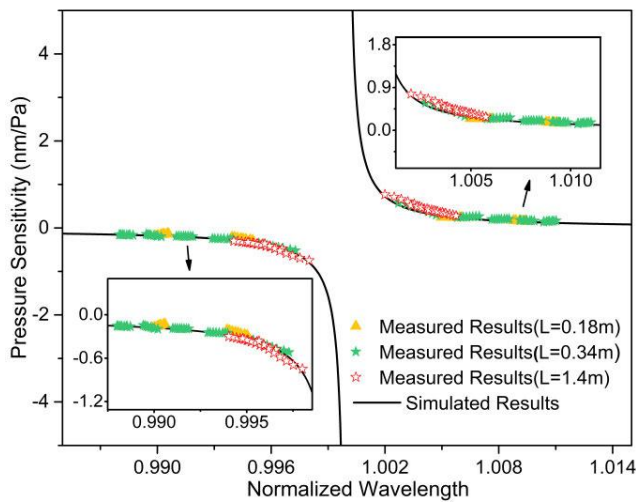 4
2
0
-2
-4
Pressure Sensitivity (nm/Pa)
1.8
0.9
0.0
1.005 1.010
0.0
-0.6
-1.2
0.990 0.995
Measured Results(L=0.18m)
Measured Results(L=0.34m)
Measured Results(L=1.4m)
Simulated Results
0.990 0.996 1.002 1.008 1.014
Normalized Wavelength